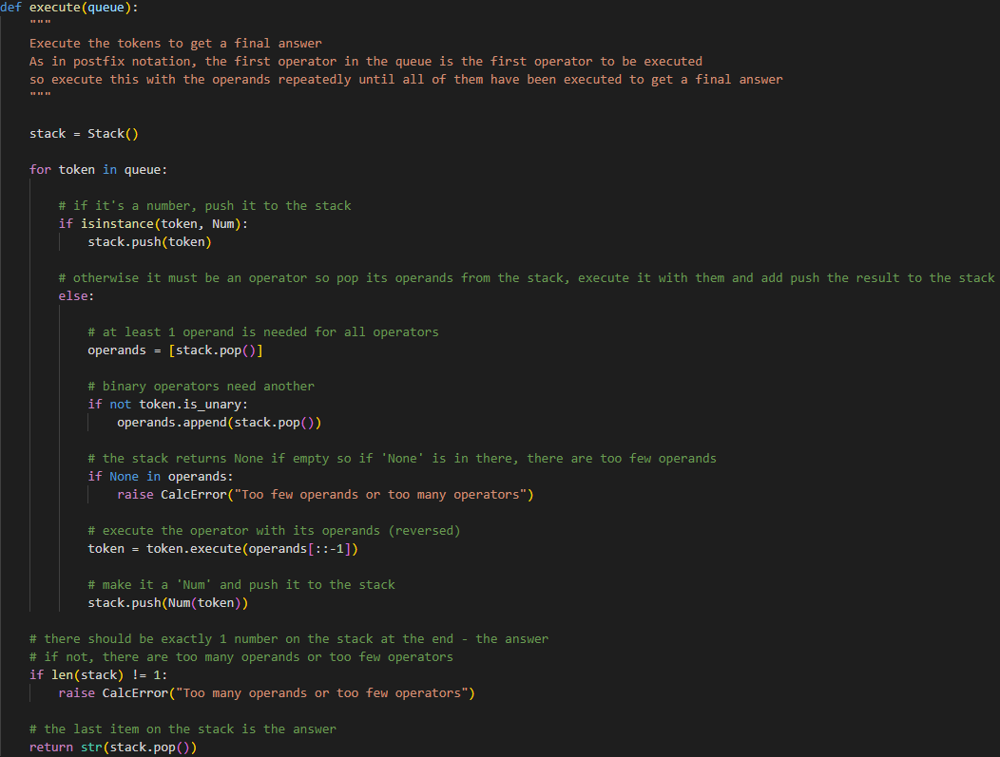 def execute(queue):
    """
    Execute the tokens to get a final answer
    As in postfix notation, the first operator in the queue is the first operator to be executed
    so execute this with the operands repeatedly until all of them have been executed to get a final answer
    """

    stack = Stack()

    for token in queue:

        # if it's a number, push it to the stack
        if isinstance(token, Num):
            stack.push(token)

        # otherwise it must be an operator so pop its operands from the stack, execute it with them and add push the result to the stack
        else:

            # at least 1 operand is needed for all operators
            operands = [stack.pop()]

            # binary operators need another
            if not token.is_unary:
                operands.append(stack.pop())

            # the stack returns None if empty so if 'None' is in there, there are too few operands
            if None in operands:
                raise CalcError("Too few operands or too many operators")

            # execute the operator with its operands (reversed)
            token = token.execute(operands[::-1])

            # make it a 'Num' and push it to the stack
            stack.push(Num(token))

    # there should be exactly 1 number on the stack at the end - the answer
    # if not, there are too many operands or too few operators
    if len(stack) != 1:
        raise CalcError("Too many operands or too few operators")

    # the last item on the stack is the answer
    return str(stack.pop())